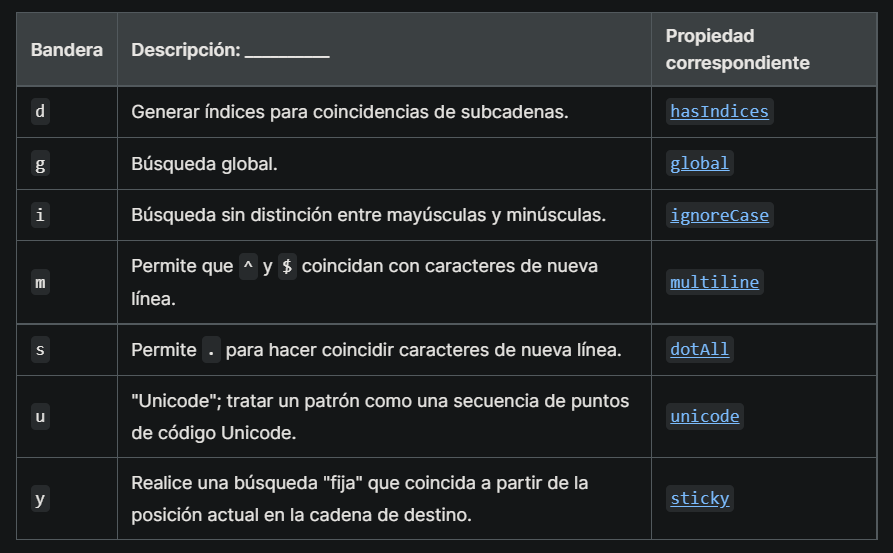 Bandera Descripción: __________ Propiedad
correspondiente
d Generar índices para coincidencias de subcadenas. hasIndices
g Búsqueda global. global
i Búsqueda sin distinción entre mayúsculas y minúsculas. ignoreCase
m Permite que ^ y $ coincidan con caracteres de nueva
línea. multiline
s Permite . para hacer coincidir caracteres de nueva línea. dotAll
u "Unicode"; tratar un patrón como una secuencia de puntos
de código Unicode. unicode
y Realice una búsqueda "fija" que coincida a partir de la
posición actual en la cadena de destino. sticky